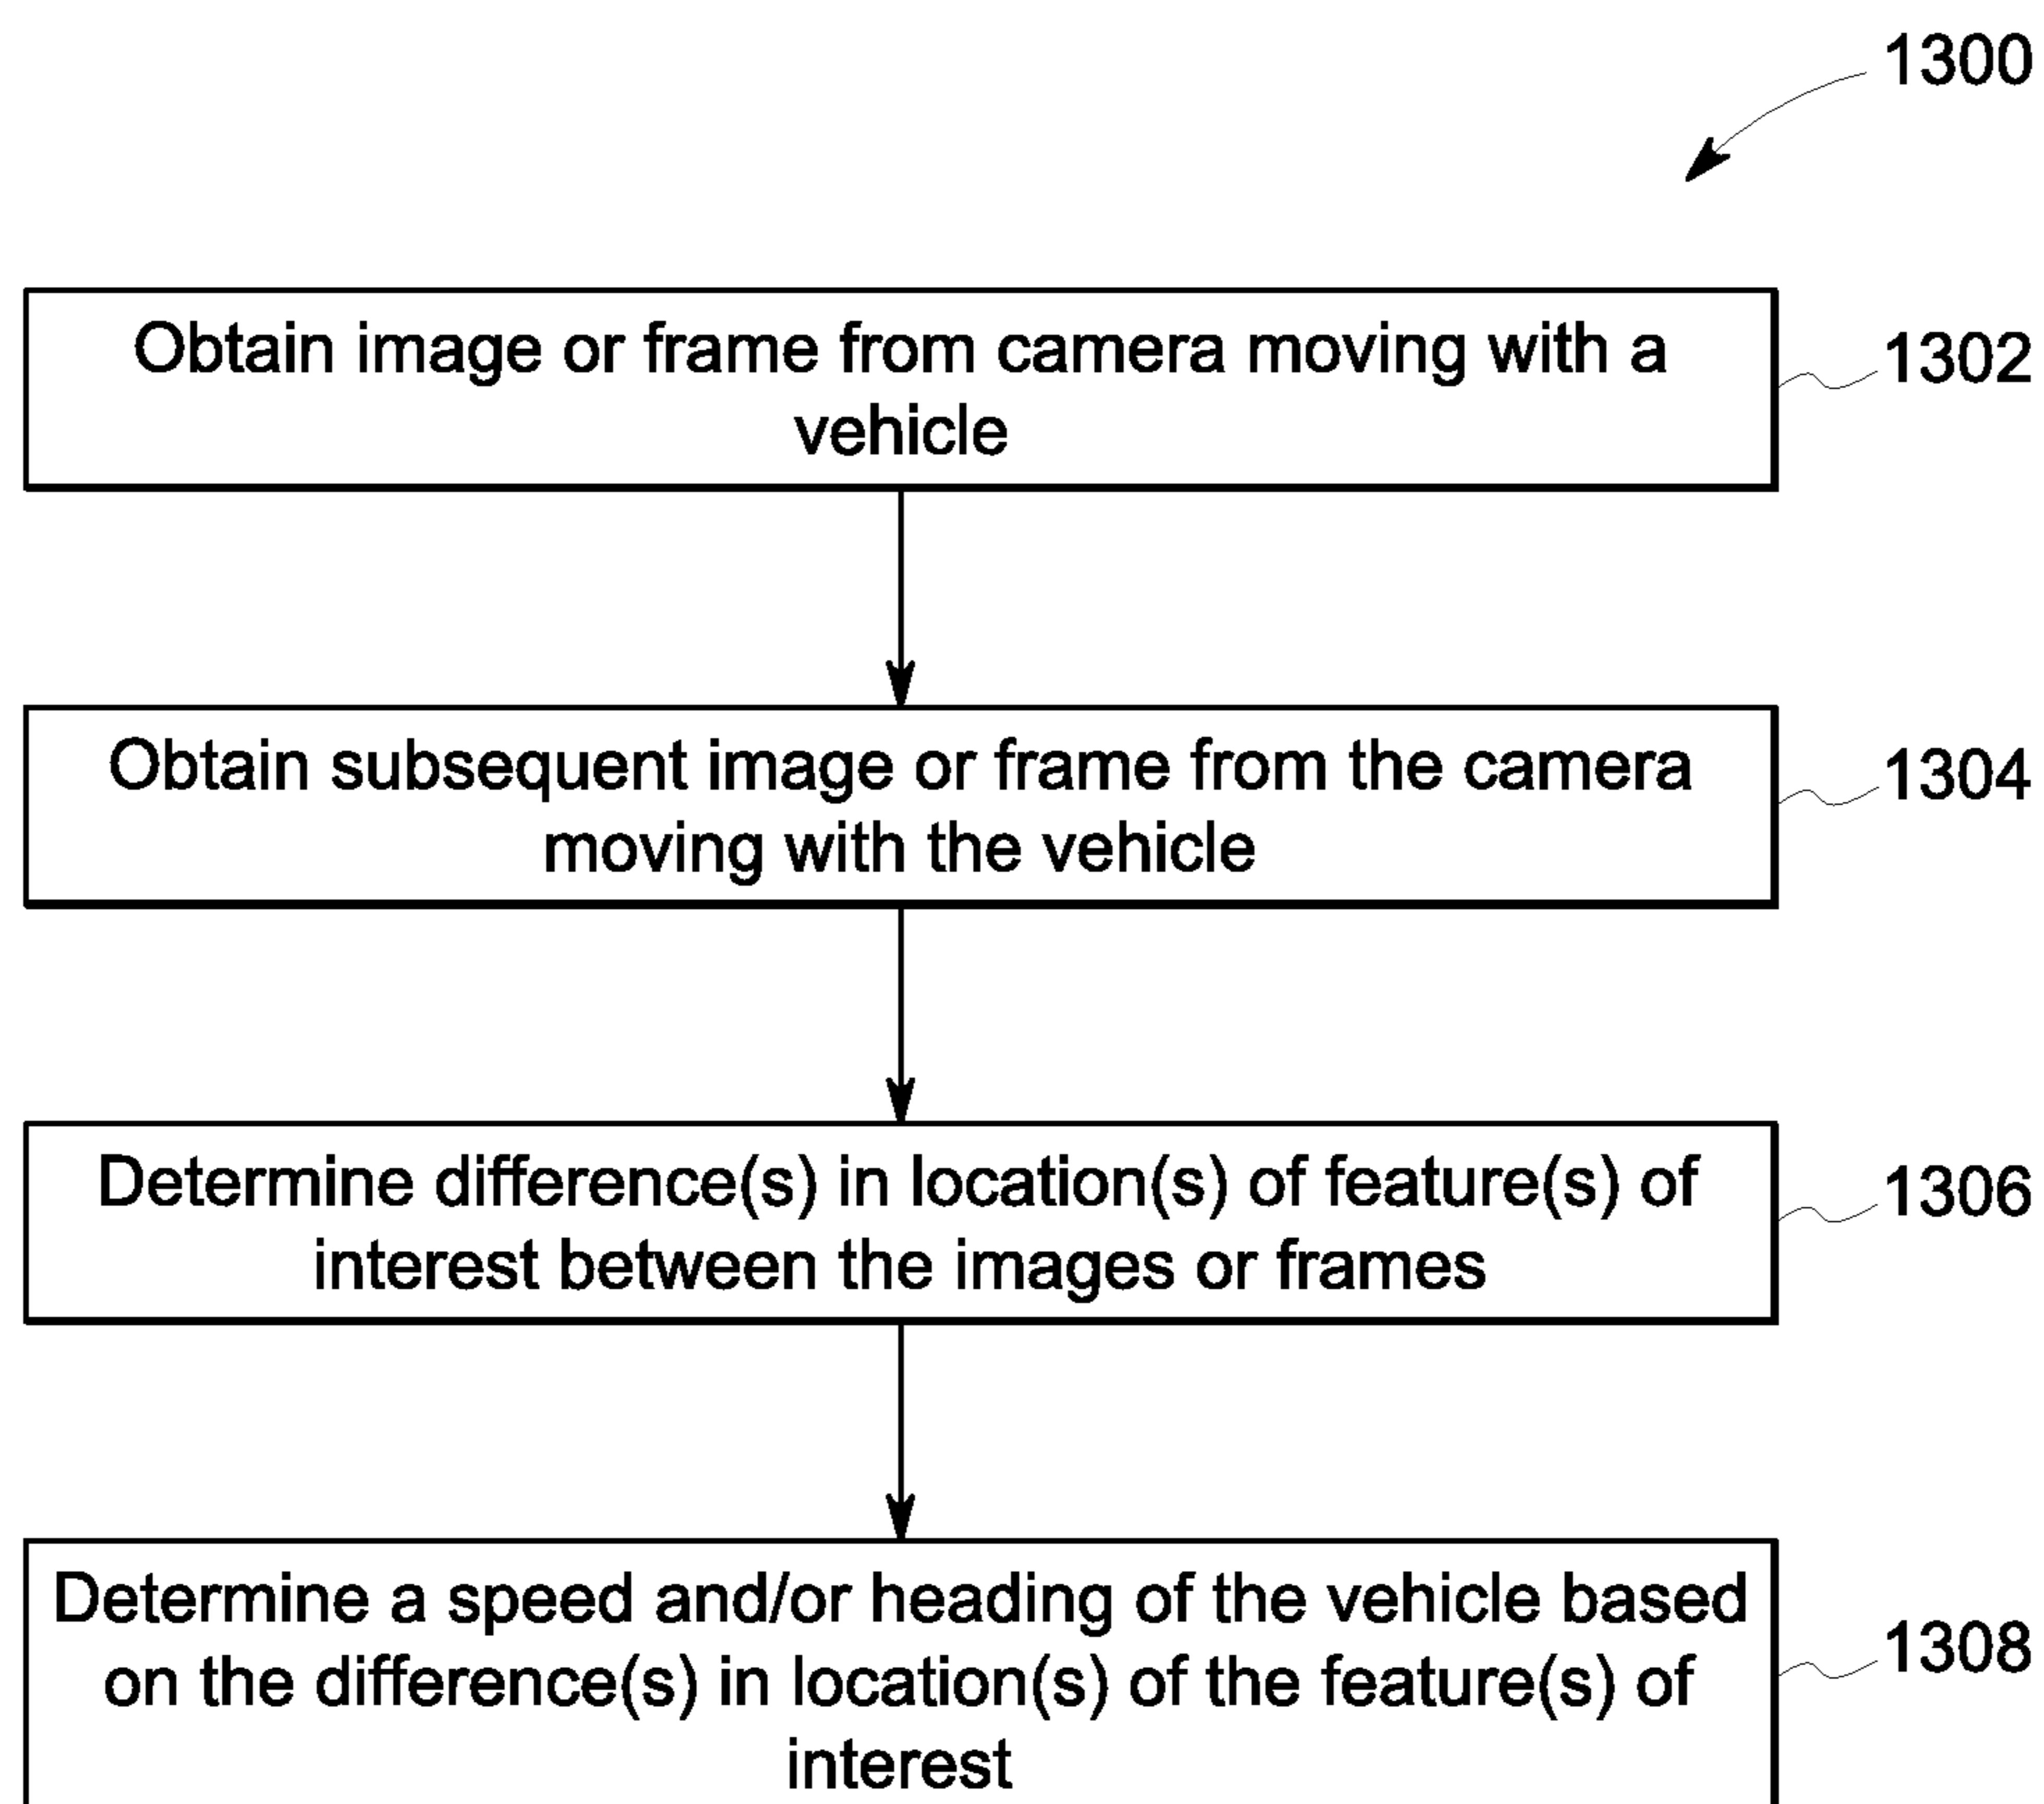 1300
Obtain image or frame from camera moving with a
vehicle
1302
Obtain subsequent image or frame from the camera
moving with the vehicle
1304
Determine difference(s) in location(s) of feature(s) of
interest between the images or frames
1306
Determine a speed and/or heading of the vehicle based
on the difference(s) in location(s) of the feature(s) of
interest
1308